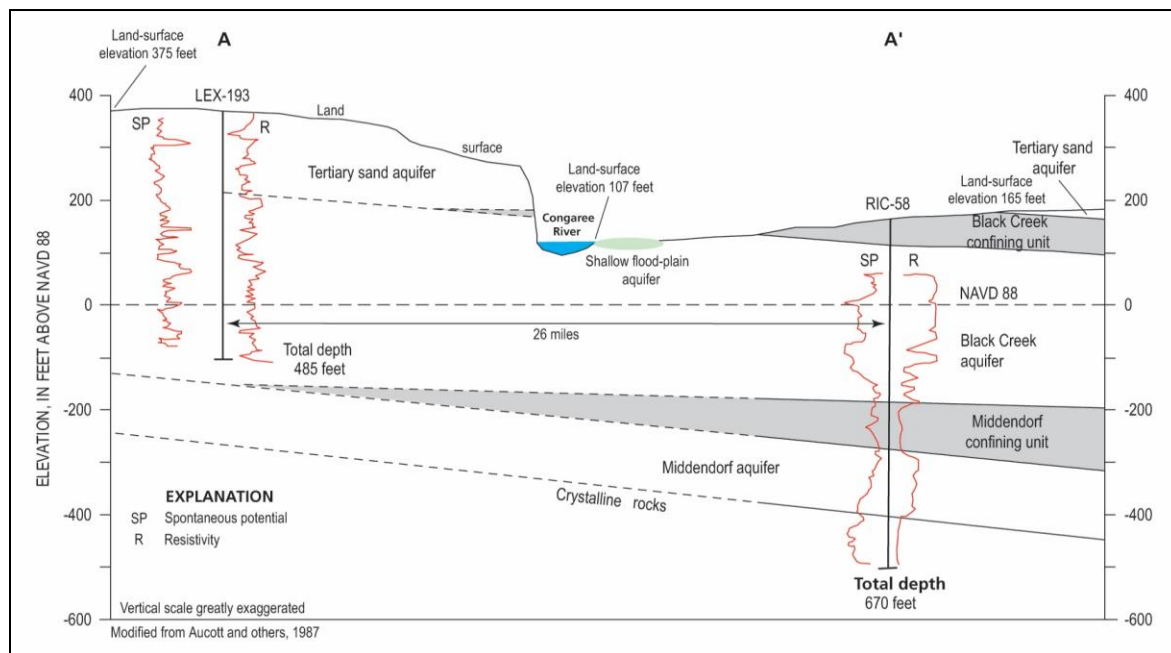 Land-surface
elevation 375 feet
A
A'
400
400
LEX-193
Land
surface
SP
R
Tertiary sand aquifer
Land-surface
elevation 107 feet
Tertiary sand
aquifer
Land-surface
elevation 165 feet
RIC-58
200
200
Black Creek
confining unit
Congaree
River
Shallow flood-plain
aquifer
SP
R
NAVD 88
0
0
26 miles
Black Creek
aquifer
Total depth
485 feet
-200
-200
Middendorf
confining unit
Middendorf aquifer
Crystalline rocks
ELEVATION, IN FEET ABOVE NAVD 88
EXPLANATION
SP Spontaneous potential
R Resistivity
-400
-400
Total depth
670 feet
Vertical scale greatly exaggerated
-600
-600
Modified from Aucott and others, 1987